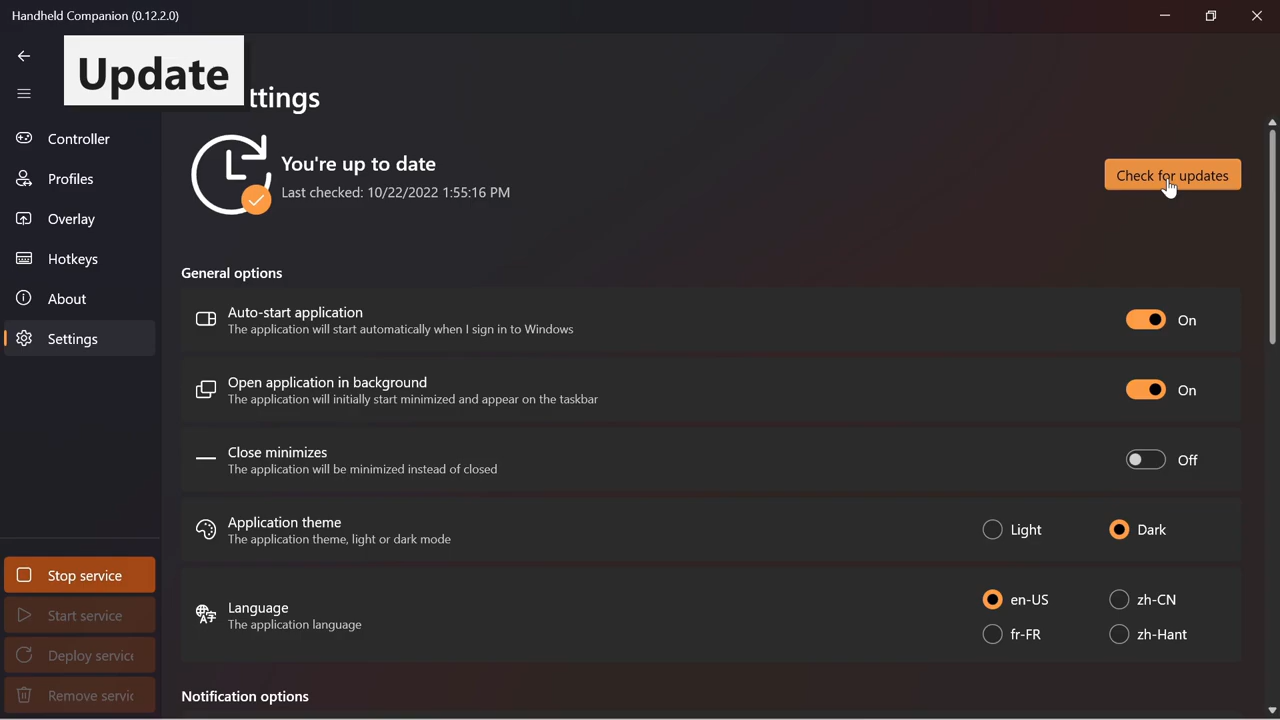 Handheld Companion (0.12.2.0)
Update
ttings
Controller
Profiles
Overlay
Hotkeys
About
Settings
You're up to date
Last checked: 10/22/2022 1:55:16 PM
Check for updates
General options
Auto-start application
The application will start automatically when I sign in to Windows
On
Open application in background
The application will initially start minimized and appear on the taskbar
On
Close minimizes
The application will be minimized instead of closed
Off
Application theme
The application theme, light or dark mode
Light
Dark
Language
The application language
en-US
zh-CN
fr-FR
zh-Hant
Notification options
Stop service
Start service
Deploy service
Remove servic